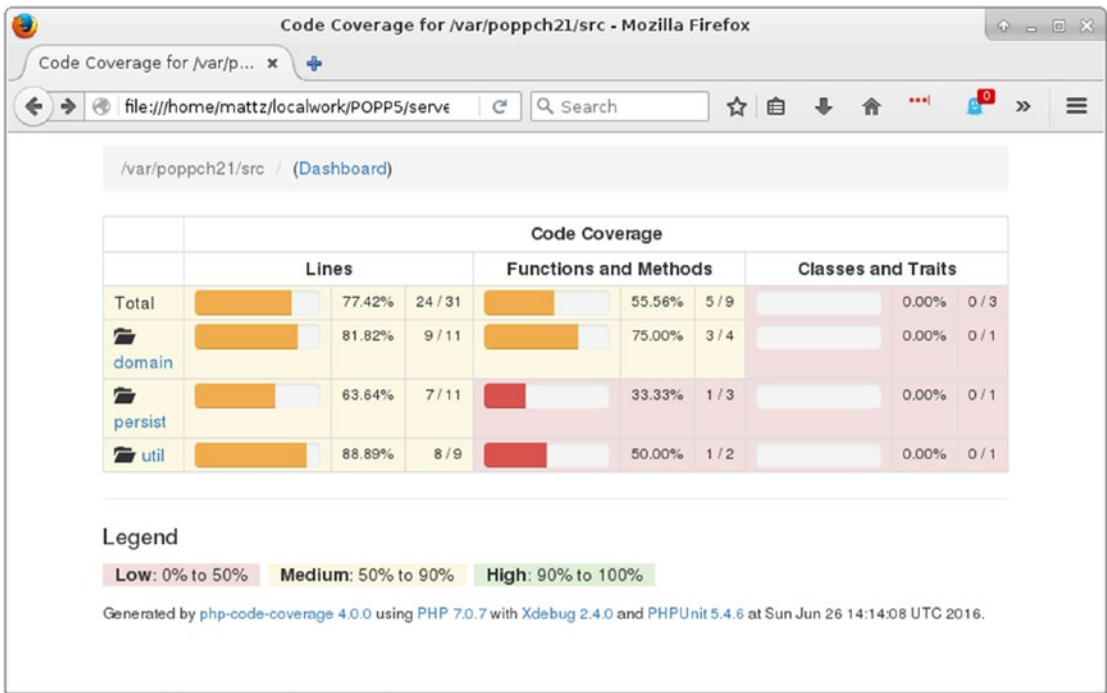 Code Coverage for /var/poppch21/src - Mozilla Firefox
Code Coverage for /var/p... ×
file:///home/mattz/localwork/POPP5/serve
Search
0
/var/poppch21/src / (Dashboard)
Code Coverage
Lines Functions and Methods Classes and Traits
Total 77.42% 24 / 31 55.56% 5 / 9 0.00% 0 / 3
domain 81.82% 9 / 11 75.00% 3 / 4 0.00% 0 / 1
persist 63.64% 7 / 11 33.33% 1 / 3 0.00% 0 / 1
util 88.89% 8 / 9 50.00% 1 / 2 0.00% 0 / 1
Legend
Low: 0% to 50% Medium: 50% to 90% High: 90% to 100%
Generated by php-code-coverage 4.0.0 using PHP 7.0.7 with Xdebug 2.4.0 and PHPUnit 5.4.6 at Sun Jun 26 14:14:08 UTC 2016.